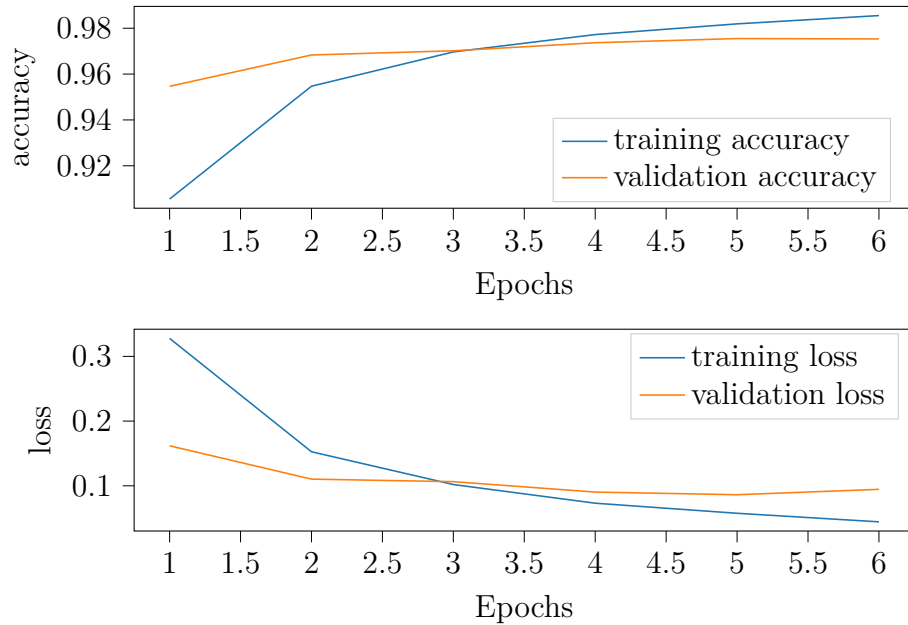 0.98
0.96
0.94
0.92
accuracy
training accuracy
validation accuracy
1 1.5 2 2.5 3 3.5 4 4.5 5 5.5 6
Epochs
0.3
0.2
0.1
loss
training loss
validation loss
1 1.5 2 2.5 3 3.5 4 4.5 5 5.5 6
Epochs